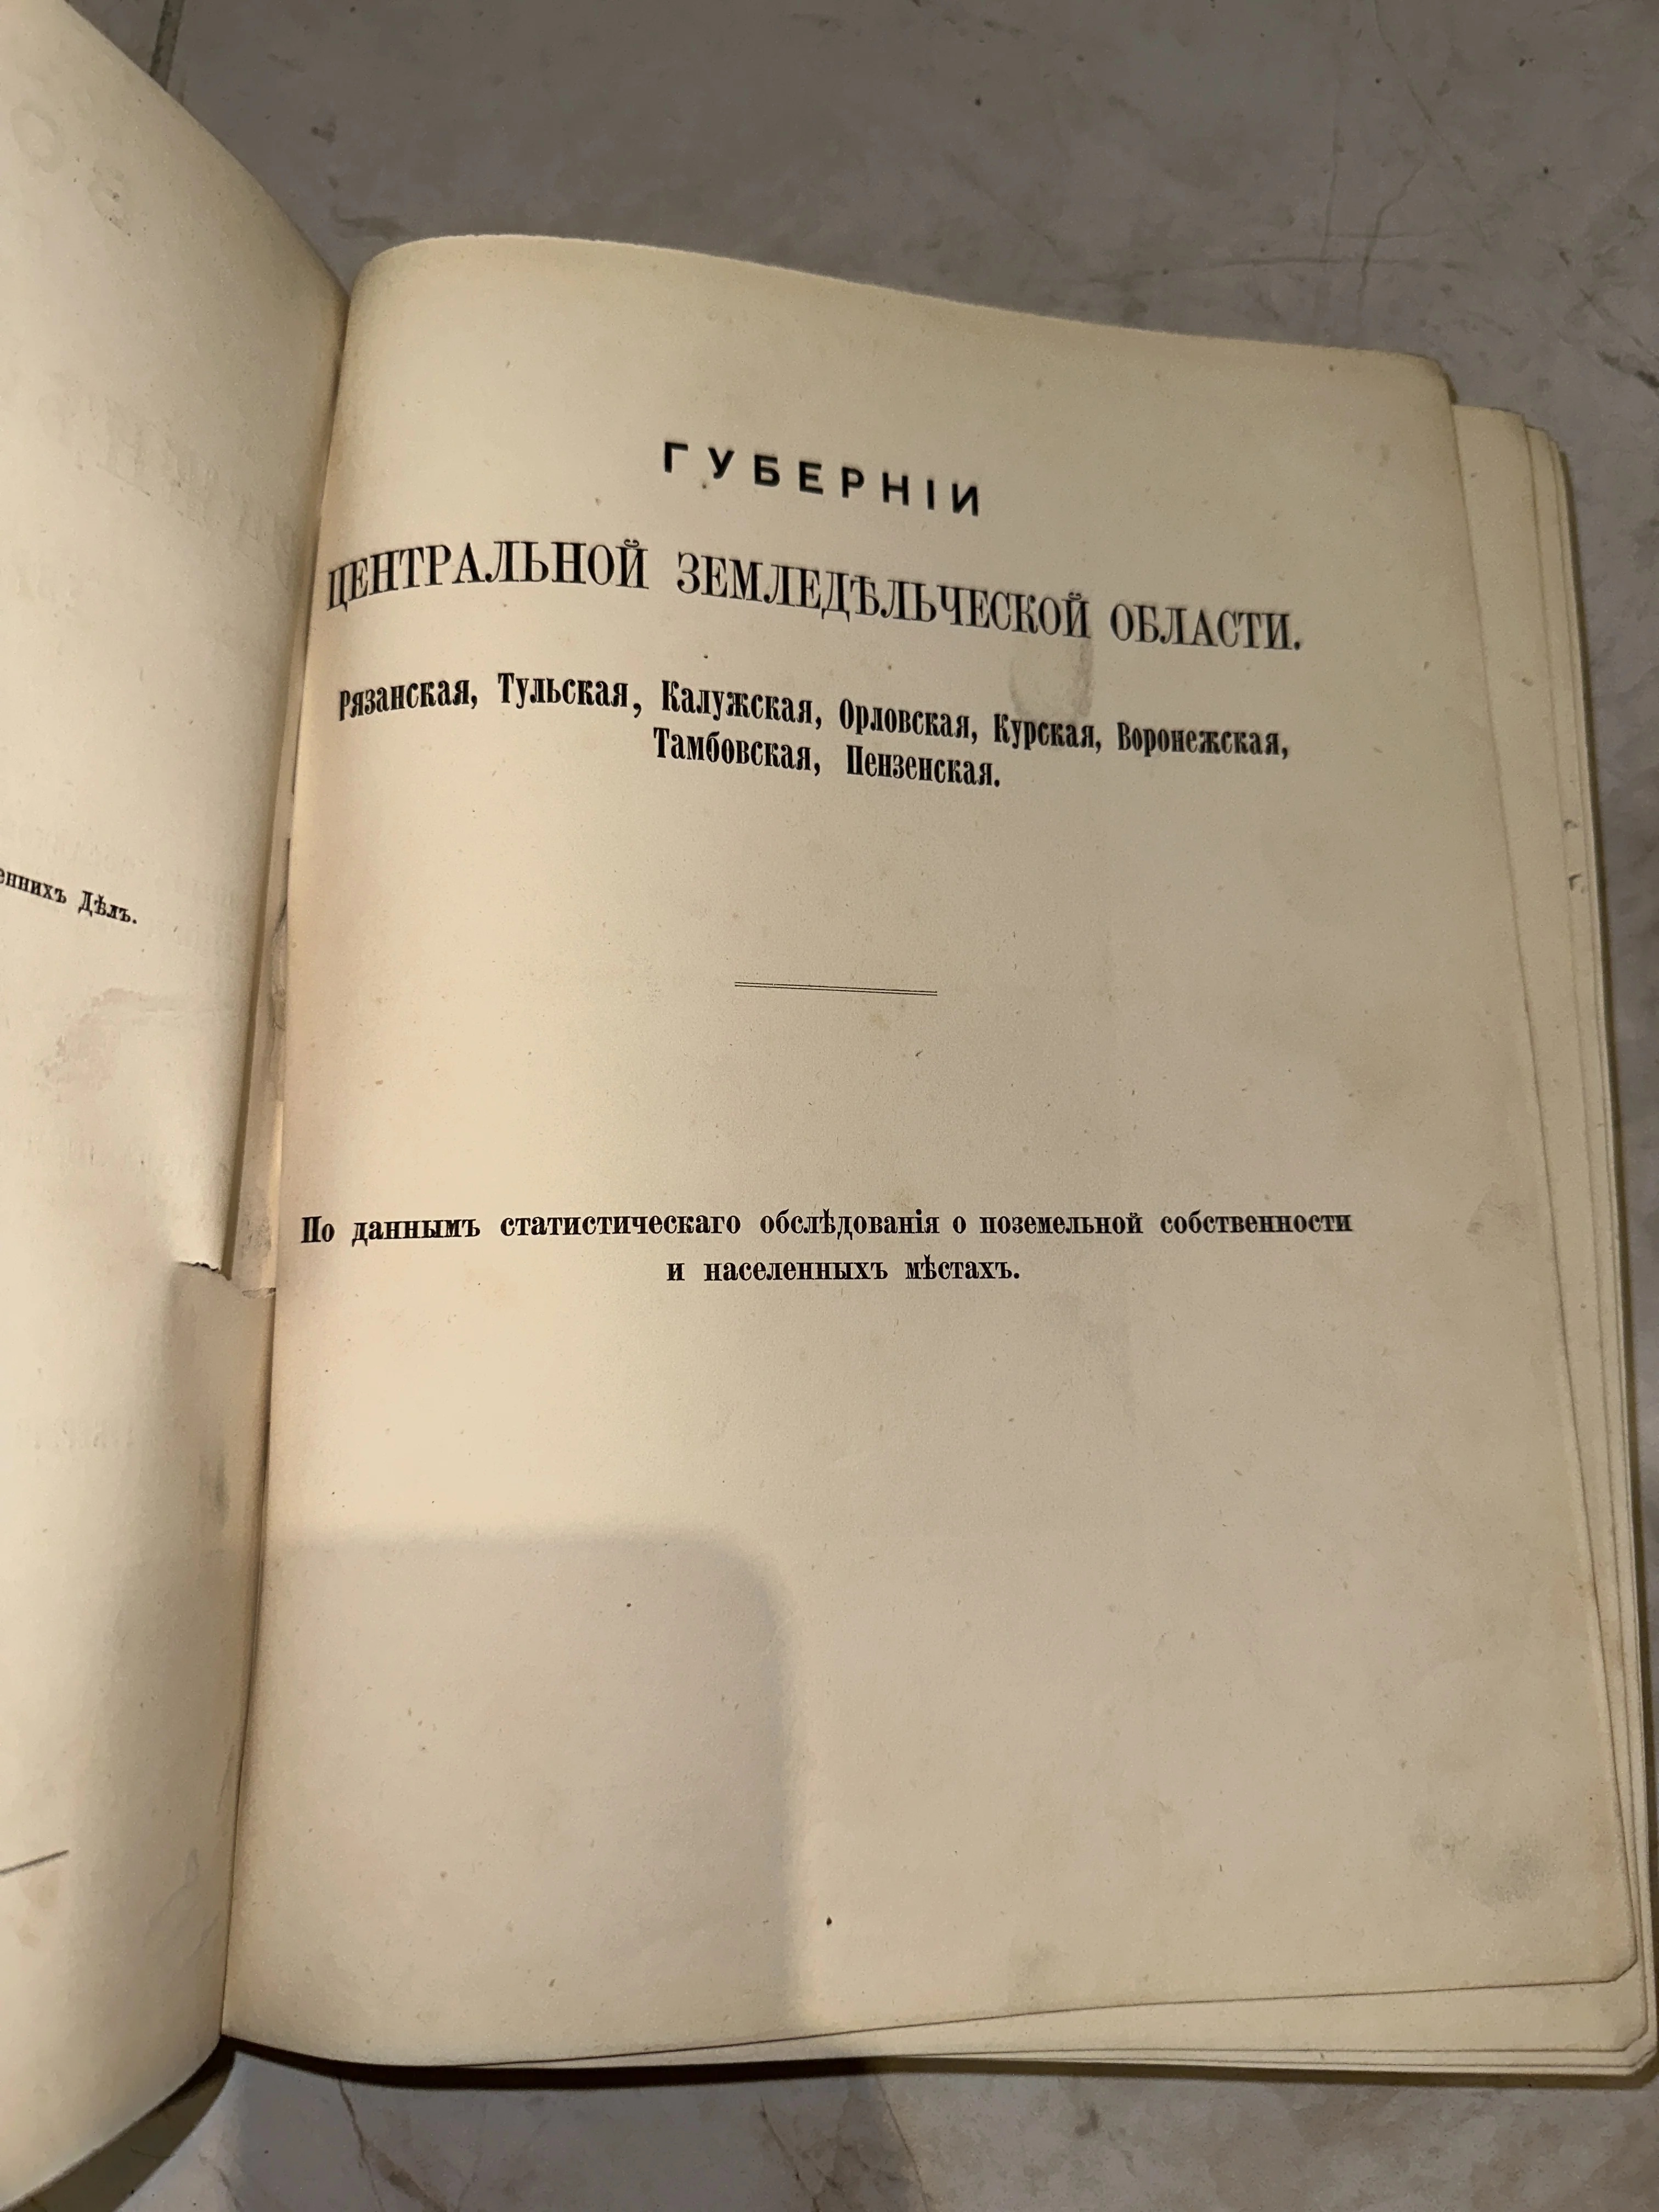 Дѣлъ.
ГУБЕРНІИ
ЦЕНТРАЛЬНОЙ ЗЕМЛЕДѢЛЬЧЕСКОЙ ОБЛАСТИ.
Рязанская, Тульская, Калужская, Орловская, Курская, Воронежская,
Тамбовская, Пензенская.
По даннымъ статистическаго обслѣдованія о поземельной собственности
и населенныхъ мѣстахъ.